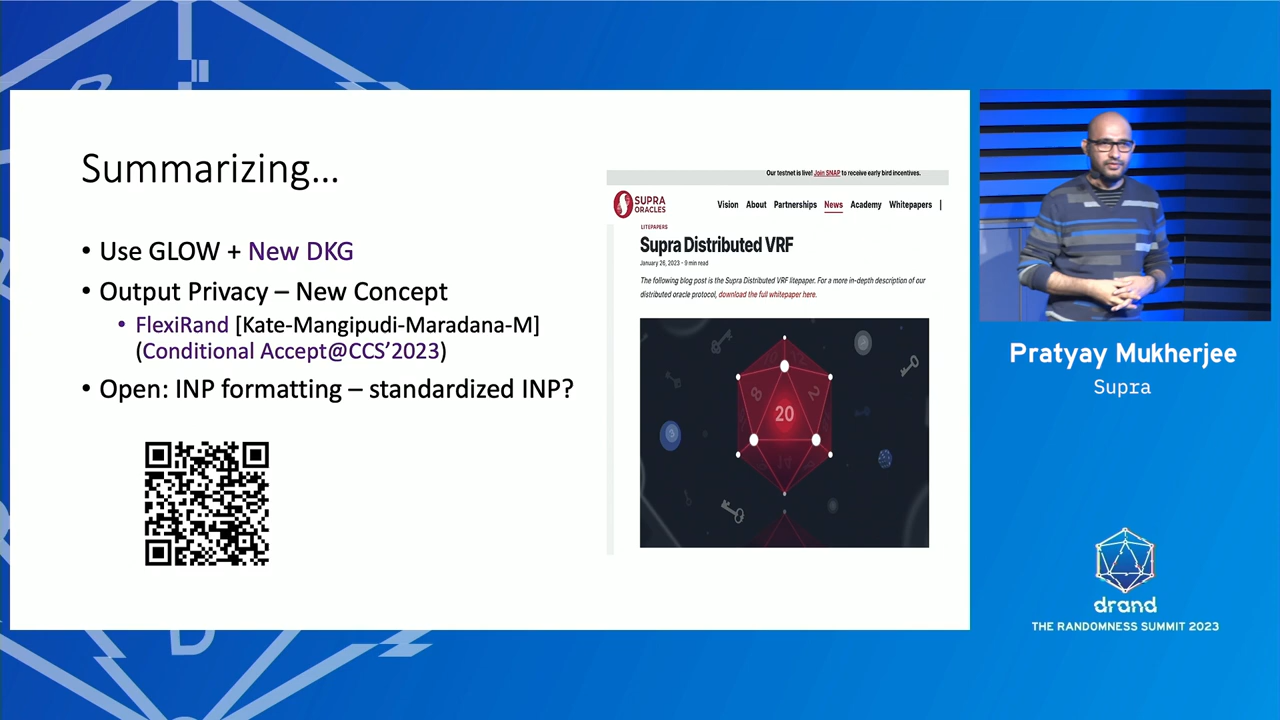 Summarizing...
• Use GLOW + New DKG
• Output Privacy – New Concept
• FlexiRand [Kate-Mangipudi-Maradana-M]
(Conditional Accept@CCS’2023)
• Open: INP formatting – standardized INP?
Our testnet is live! Join SNAP to receive early bird incentives.
SUPRA
ORACLES
Vision About Partnerships News Academy Whitepapers
LITEPAPERS
Supra Distributed VRF
January 26, 2023 - 9 min read
The following blog post is the Supra Distributed VRF litepaper. For a more in-depth description of our
distributed oracle protocol, download the full whitepaper here.
8
2
20
Pratyay Mukherjee
Supra
drand
THE RANDOMNESS SUMMIT 2023